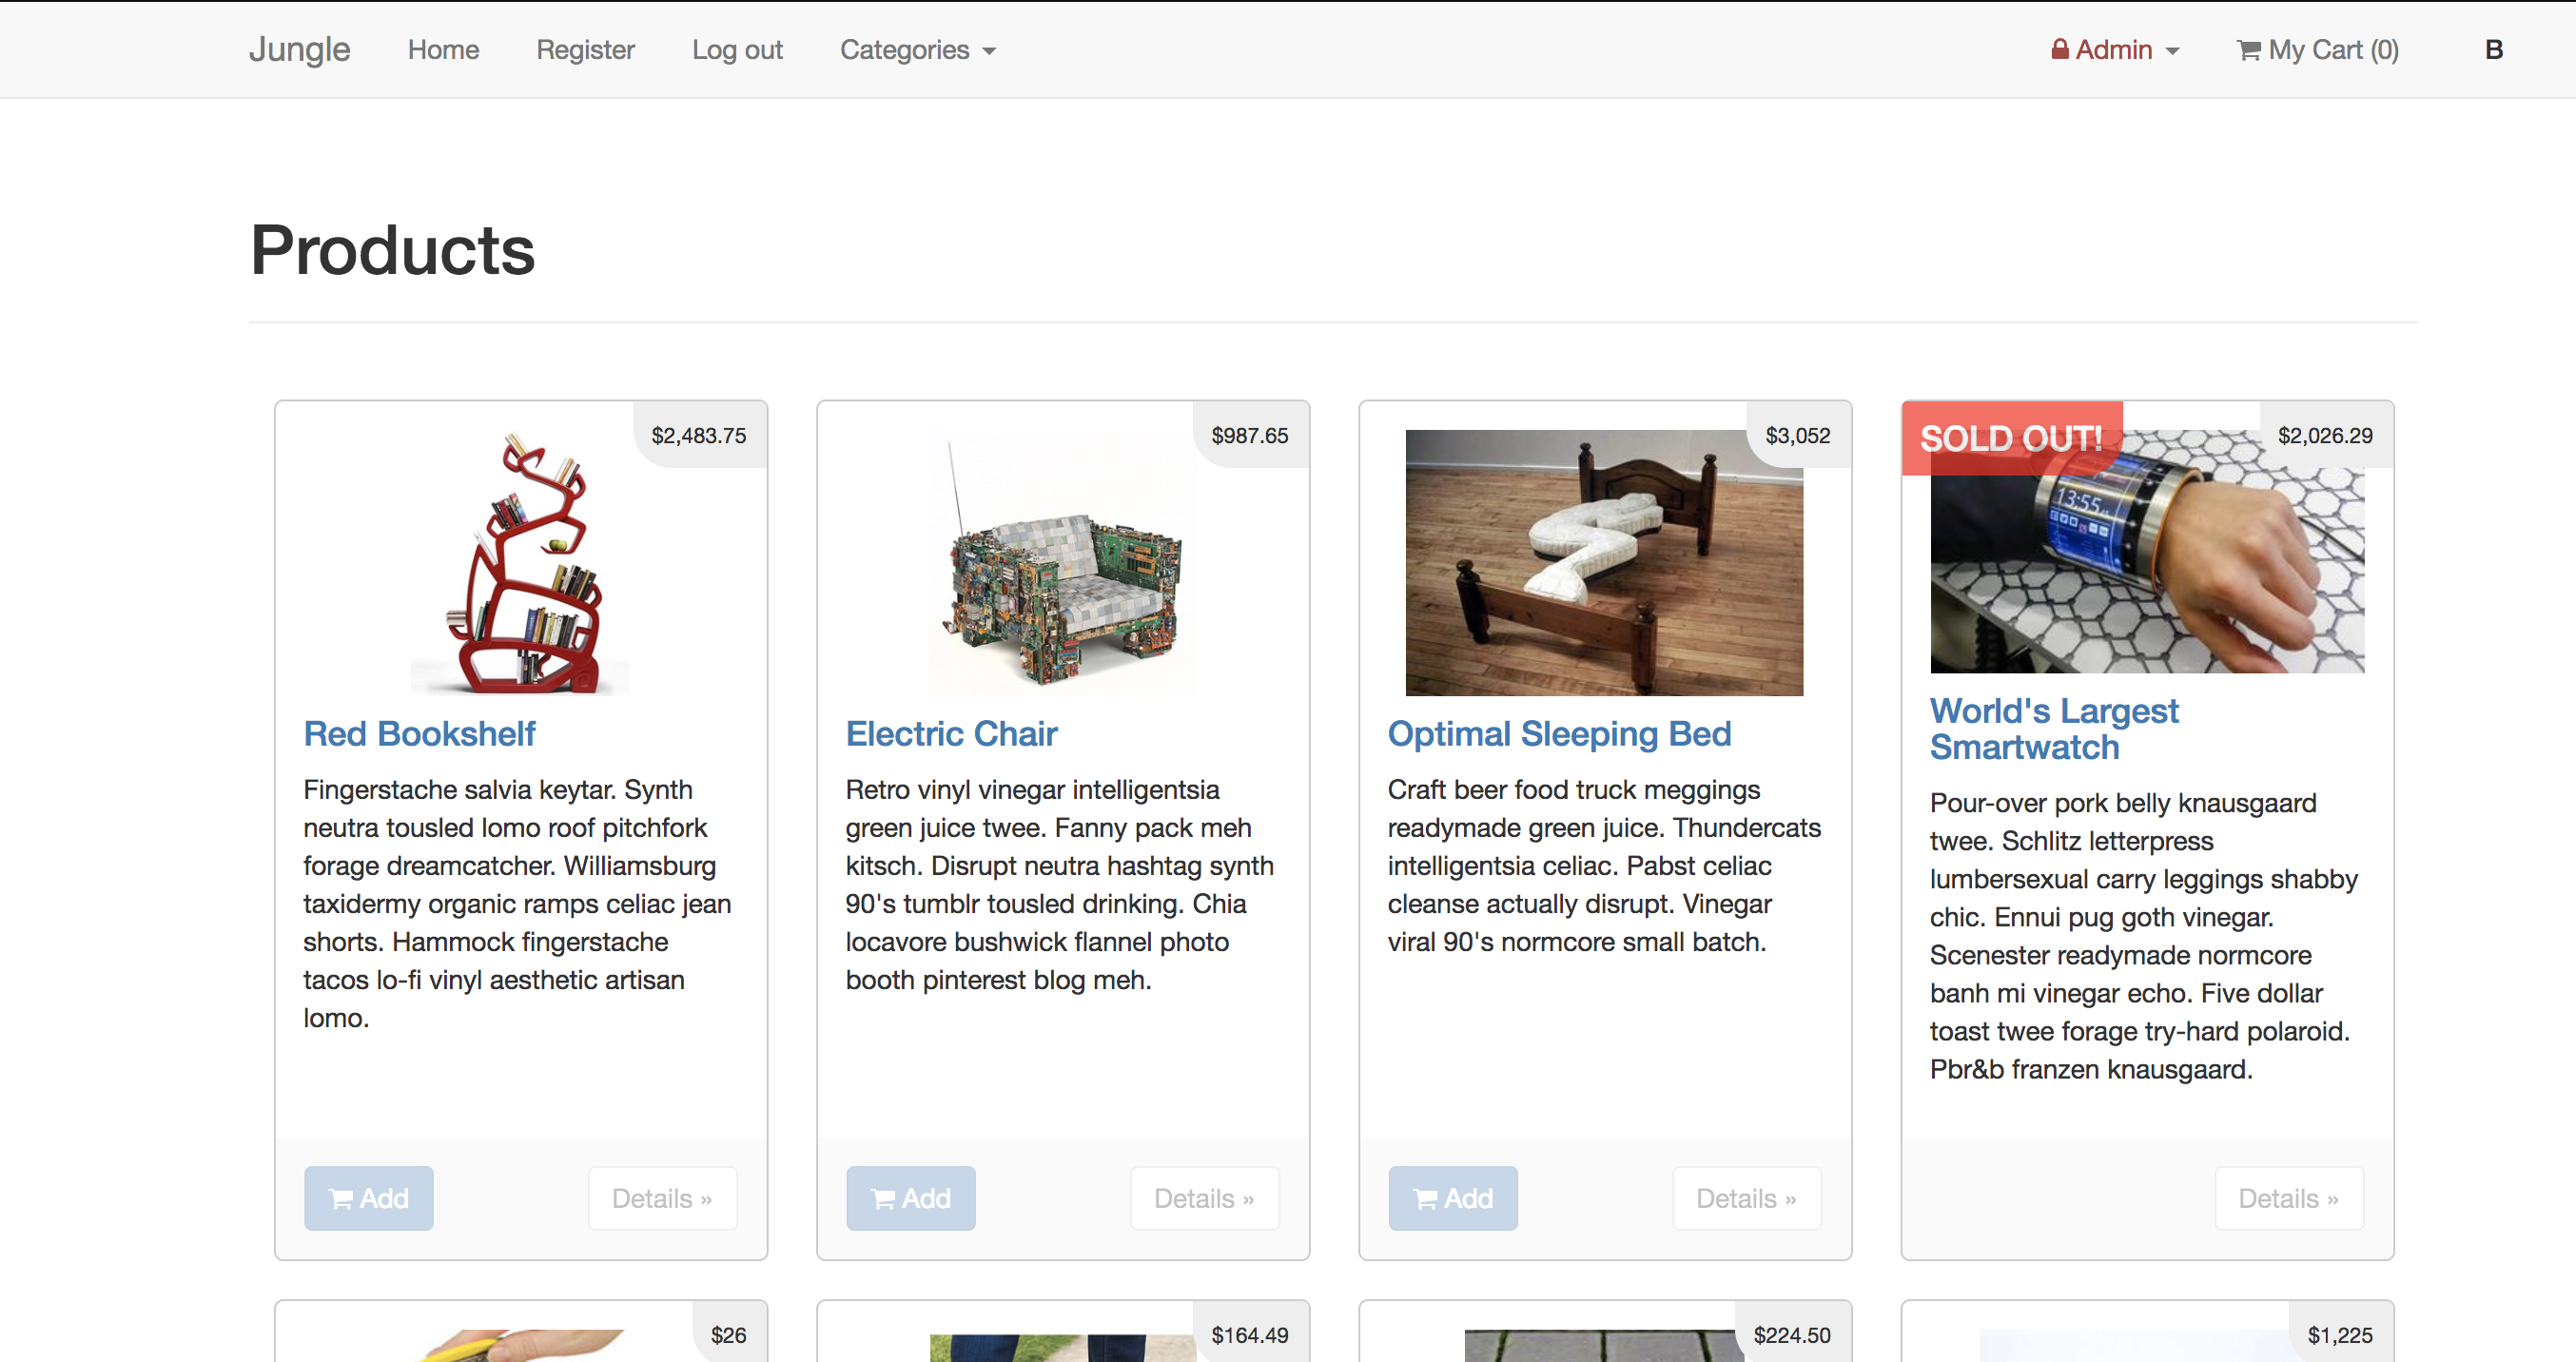 Jungle Home Register Log out Categories Admin My Cart (0) B
Products
$2,483.75
Red Bookshelf
Fingerstache salvia keytar. Synth
neutra tousled lomo roof pitchfork
forage dreamcatcher. Williamsburg
taxidermy organic ramps celiac jean
shorts. Hammock fingerstache
tacos lo-fi vinyl aesthetic artisan
lomo.
Add Details »
$987.65
Electric Chair
Retro vinyl vinegar intelligentsia
green juice twee. Fanny pack meh
kitsch. Disrupt neutra hashtag synth
90's tumblr tousled drinking. Chia
locavore bushwick flannel photo
booth pinterest blog meh.
Add Details »
$3,052
Optimal Sleeping Bed
Craft beer food truck meggings
readymade green juice. Thundercats
intelligentsia celiac. Pabst celiac
cleanse actually disrupt. Vinegar
viral 90's normcore small batch.
Add Details »
SOLD OUT! $2,026.29
13:55
World's Largest
Smartwatch
Pour-over pork belly knausgaard
twee. Schlitz letterpress
lumbersexual carry leggings shabby
chic. Ennui pug goth vinegar.
Scenester readymade normcore
banh mi vinegar echo. Five dollar
toast twee forage try-hard polaroid.
Pbr&b franzen knausgaard.
Details »
$26
$164.49
$224.50
$1,225